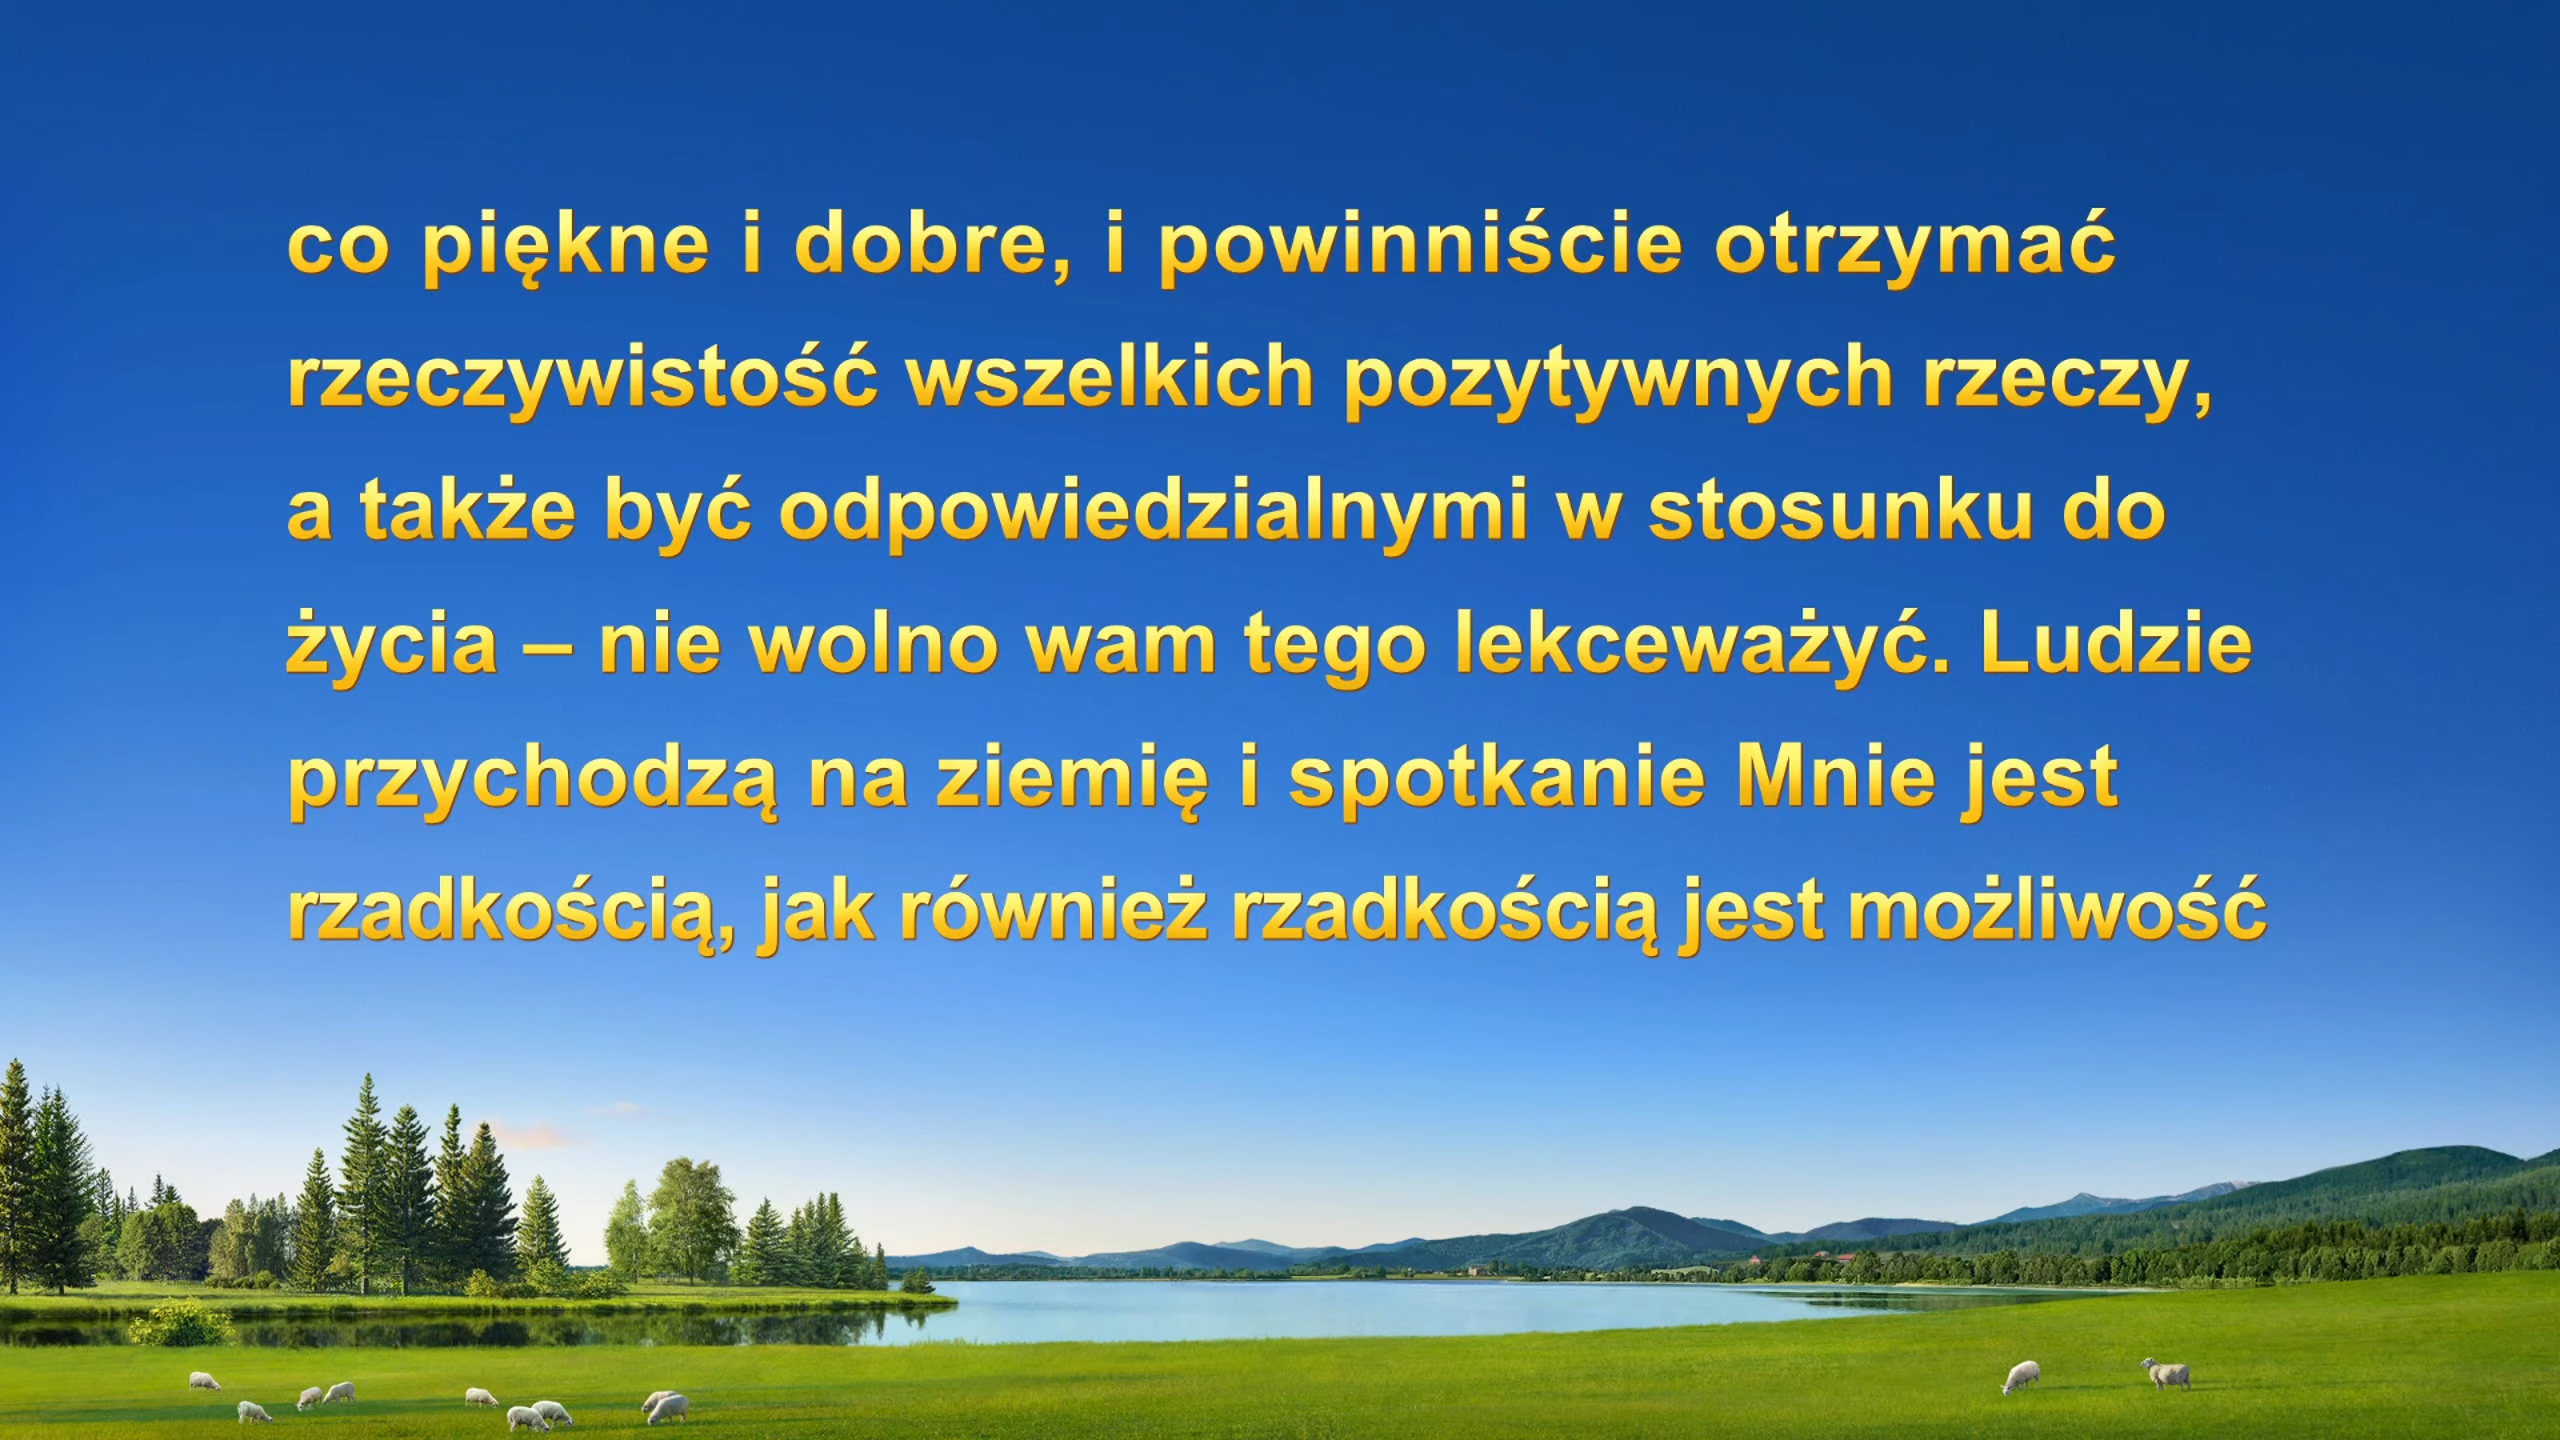 co piękne i dobre, i powinniście otrzymać
rzeczywistość wszelkich pozytywnych rzeczy,
a także być odpowiedzialnymi w stosunku do
życia – nie wolno wam tego lekceważyć. Ludzie
przychodzą na ziemię i spotkanie Mnie jest
rzadkością, jak również rzadkością jest możliwość